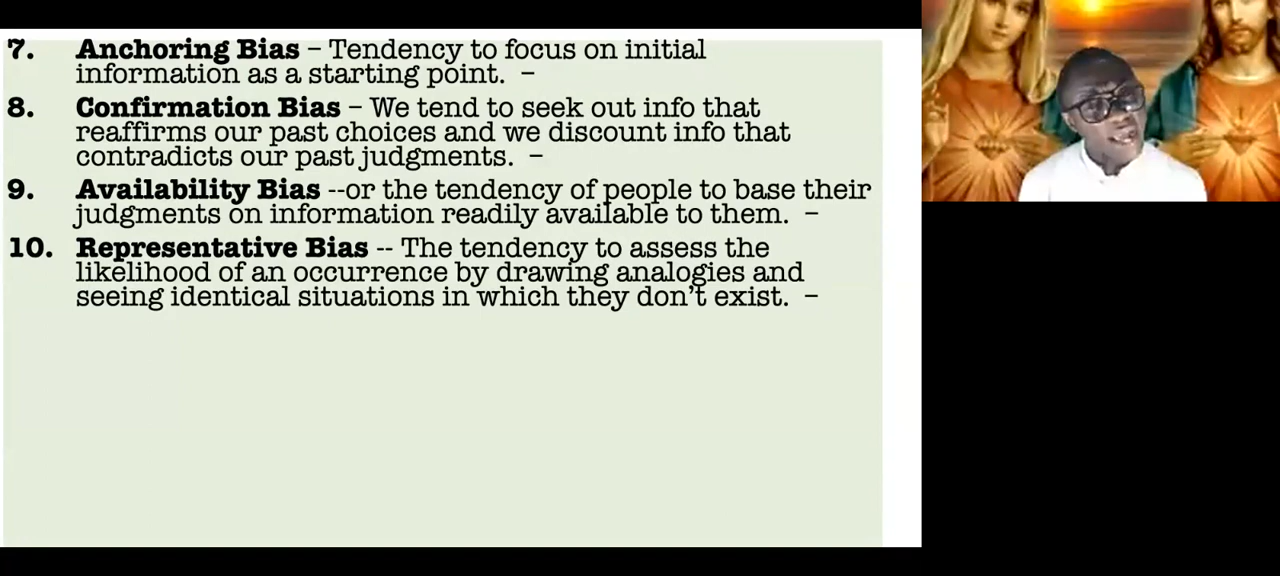 7. Anchoring Bias – Tendency to focus on initial
information as a starting point. –
8. Confirmation Bias – We tend to seek out info that
reaffirms our past choices and we discount info that
contradicts our past judgments. –
9. Availability Bias --or the tendency of people to base their
judgments on information readily available to them. –
10. Representative Bias -- The tendency to assess the
likelihood of an occurrence by drawing analogies and
seeing identical situations in which they don't exist. –